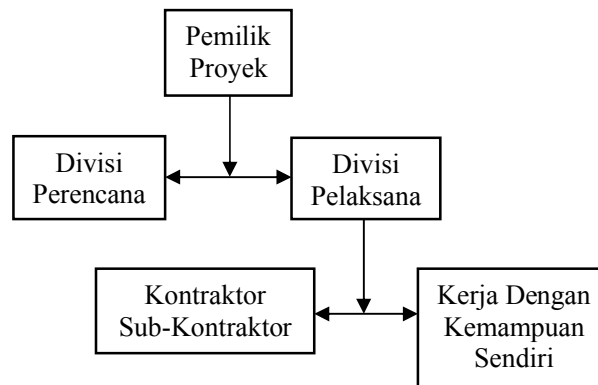 Pemilik
Proyek
Divisi
Perencana
Divisi
Pelaksana
Kontraktor
Sub-Kontraktor
Kerja Dengan
Kemampuan
Sendiri